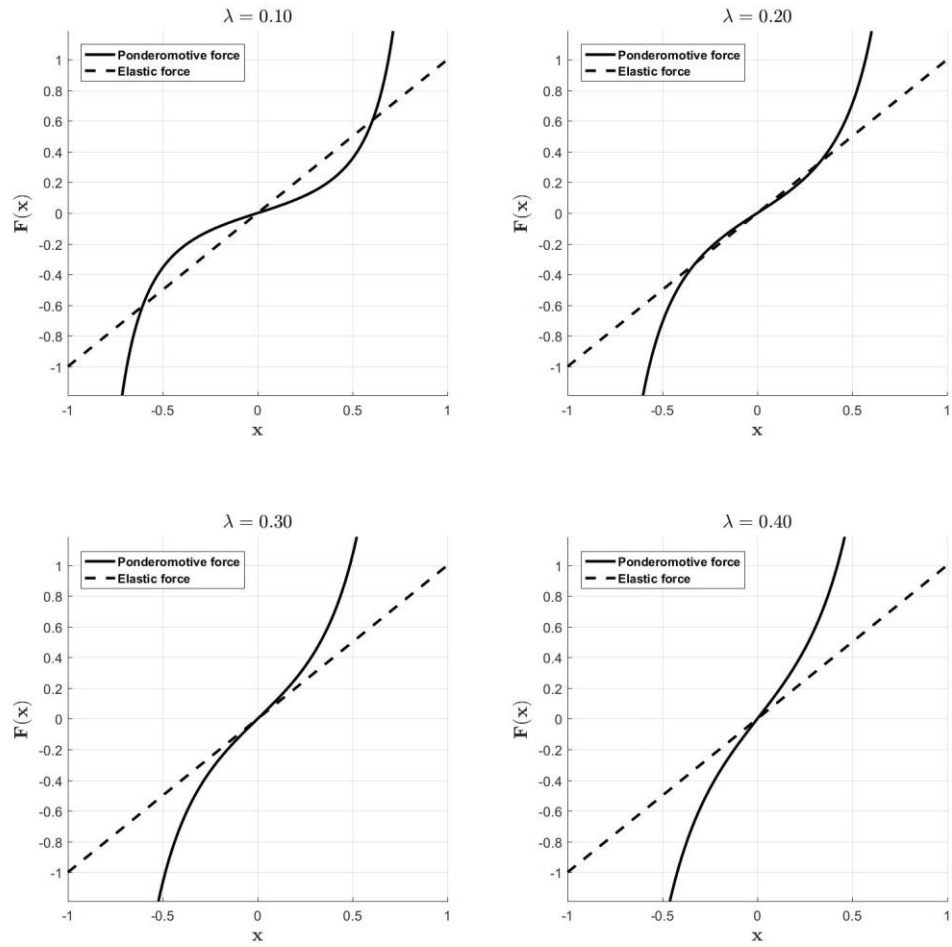 λ = 0.10
Ponderomotive force
Elastic force
1
0.8
0.6
0.4
0.2
0
-0.2
-0.4
-0.6
-0.8
-1
F(x)
-1 -0.5 0 0.5 1
x
λ = 0.20
Ponderomotive force
Elastic force
1
0.8
0.6
0.4
0.2
0
-0.2
-0.4
-0.6
-0.8
-1
F(x)
-1 -0.5 0 0.5 1
x
λ = 0.30
Ponderomotive force
Elastic force
1
0.8
0.6
0.4
0.2
0
-0.2
-0.4
-0.6
-0.8
-1
F(x)
-1 -0.5 0 0.5 1
x
λ = 0.40
Ponderomotive force
Elastic force
1
0.8
0.6
0.4
0.2
0
-0.2
-0.4
-0.6
-0.8
-1
F(x)
-1 -0.5 0 0.5 1
x